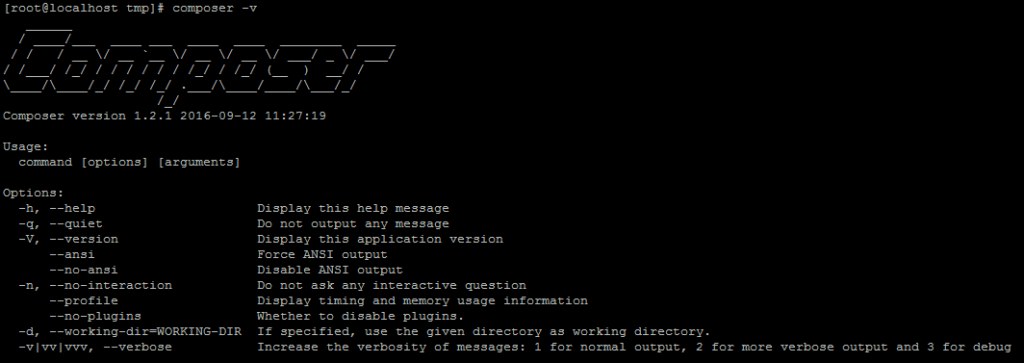 [root@localhost tmp]# composer -v
Composer
Composer version 1.2.1 2016-09-12 11:27:19
Usage:
command [options] [arguments]
Options:
-h, --help Display this help message
-q, --quiet Do not output any message
-V, --version Display this application version
--ansi Force ANSI output
--no-ansi Disable ANSI output
-n, --no-interaction Do not ask any interactive question
--profile Display timing and memory usage information
--no-plugins Whether to disable plugins.
-d, --working-dir=WORKING-DIR If specified, use the given directory as working directory.
-v|vv|vvv, --verbose Increase the verbosity of messages: 1 for normal output, 2 for more verbose output and 3 for debug